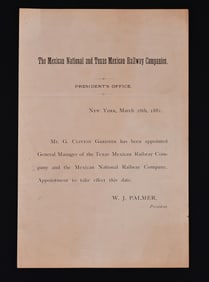 The Mexican National and Texas Mexican Railway Companies.
PRESIDENT'S OFFICE.
New York, March 18th, 1881.
Mr. G. Clinton Gardner has been appointed
General Manager of the Texas Mexican Railway Com-
pany and the Mexican National Railway Company.
Appointment to take effect this date.
W. J. PALMER,
President